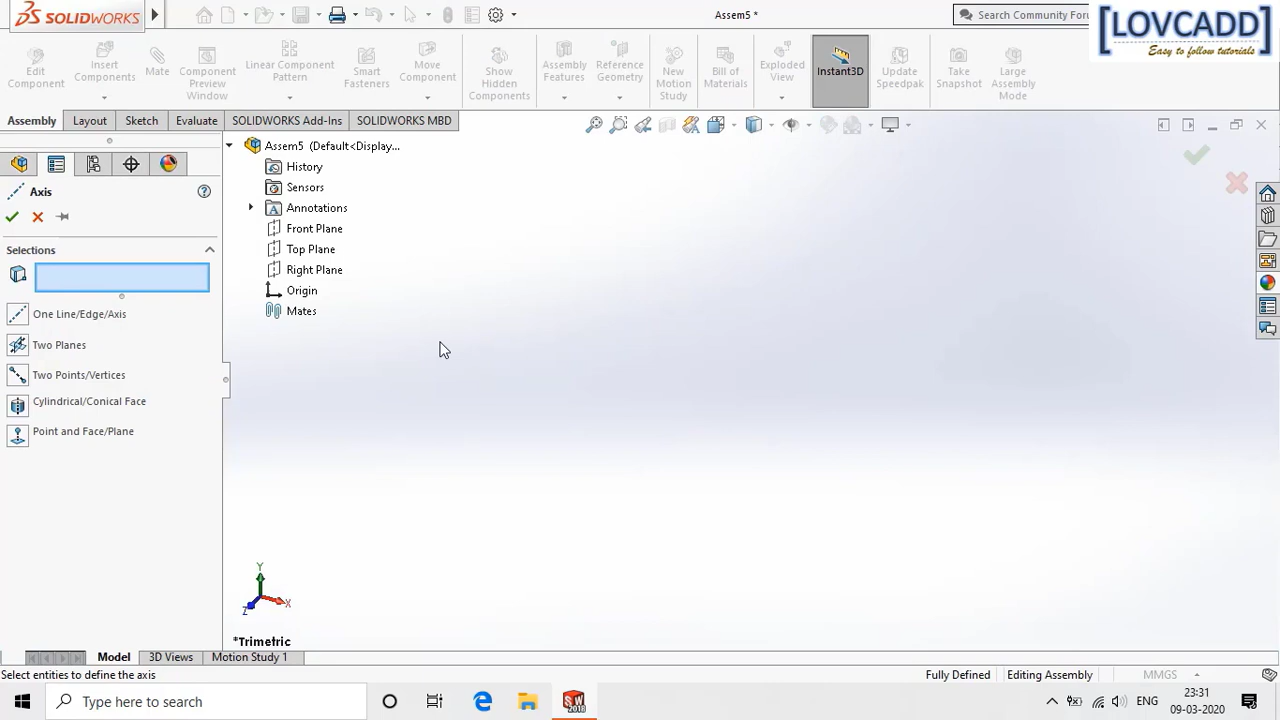 SOLIDWORKS
Assem5 *
Search Community Foru
[LOVCADD]
Easy to follow tutorials
Edit Component
Insert Components
Mate
Component Preview Window
Linear Component Pattern
Smart Fasteners
Move Component
Show Hidden Components
Assembly Features
Reference Geometry
New Motion Study
Bill of Materials
Exploded View
Instant3D
Update Speedpak
Take Snapshot
Large Assembly Mode
Assembly
Layout
Sketch
Evaluate
SOLIDWORKS Add-Ins
SOLIDWORKS MBD
Assem5 (Default<Display...
History
Sensors
Annotations
Front Plane
Top Plane
Right Plane
Origin
Mates
Axis
Selections
One Line/Edge/Axis
Two Planes
Two Points/Vertices
Cylindrical/Conical Face
Point and Face/Plane
Y
X
Z
*Trimetric
Model
3D Views
Motion Study 1
Select entities to define the axis
Fully Defined
Editing Assembly
MMGS
Type here to search
SW
2018
ENG
23:31
09-03-2020